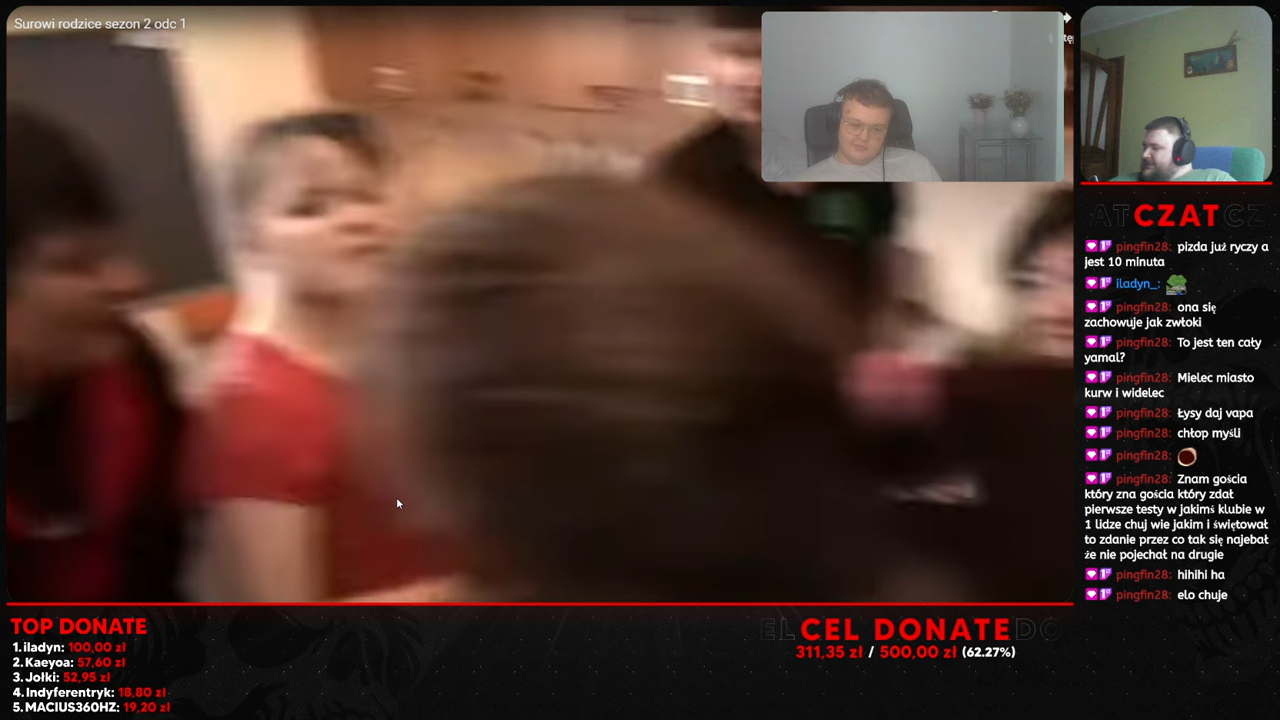 Surowi rodzice sezon 2 odc 1
CZAT
pingfin28: pizda już ryczy a
jest 10 minuta
iladyn_:
pingfin28: ona się
zachowuje jak zwłoki
pingfin28: To jest ten cały
yamal?
pingfin28: Mielec miasto
kurw i widelec
pingfin28: Łysy daj vapa
pingfin28: chłop myśli
pingfin28:
pingfin28: Znam gościa
który zna gościa który zdał
pierwsze testy w jakimś klubie w
1 lidze chuj wie jakim i świętował
to zdanie przez co tak się najebał
że nie pojechał na drugie
pingfin28: hihihi ha
pingfin28: elo chuje
TOP DONATE
1. iladyn: 100,00 zł
2. Kaeyoa: 57,60 zł
3. Jołki: 52,95 zł
4. Indyferentryk: 18,80 zł
5. MACIUS360HZ: 19,20 zł
EL CEL DONATE DO
311,35 zł / 500,00 zł (62.27%)